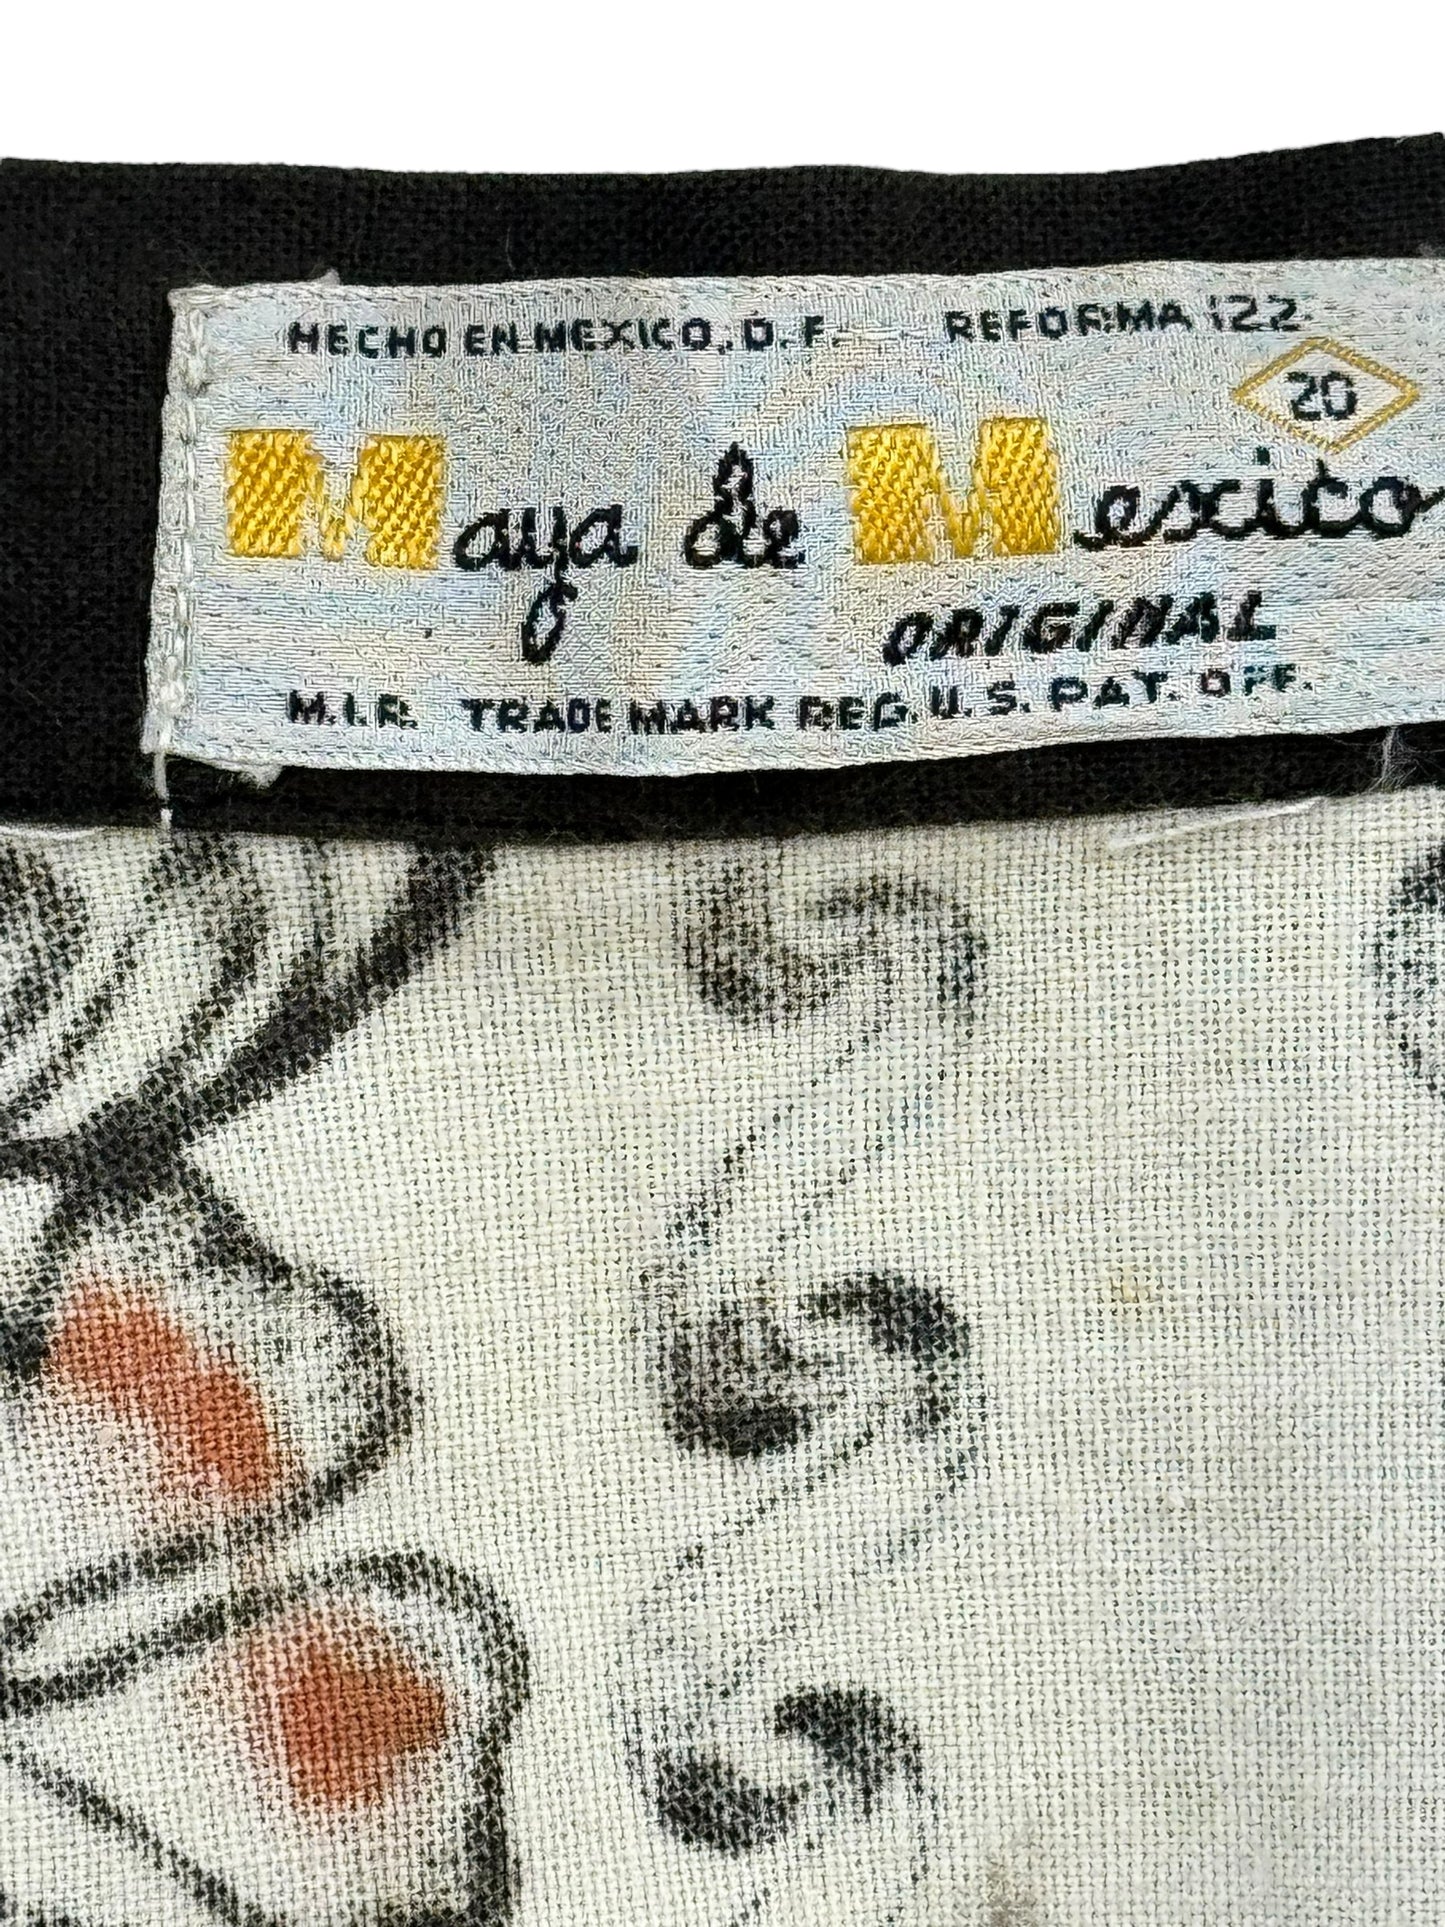 HECHO EN MEXICO, D. F. REFORMA 122
20
Maya de Mexico
ORIGINAL
M.I.R. TRADE MARK REG. U.S. PAT. OFF.